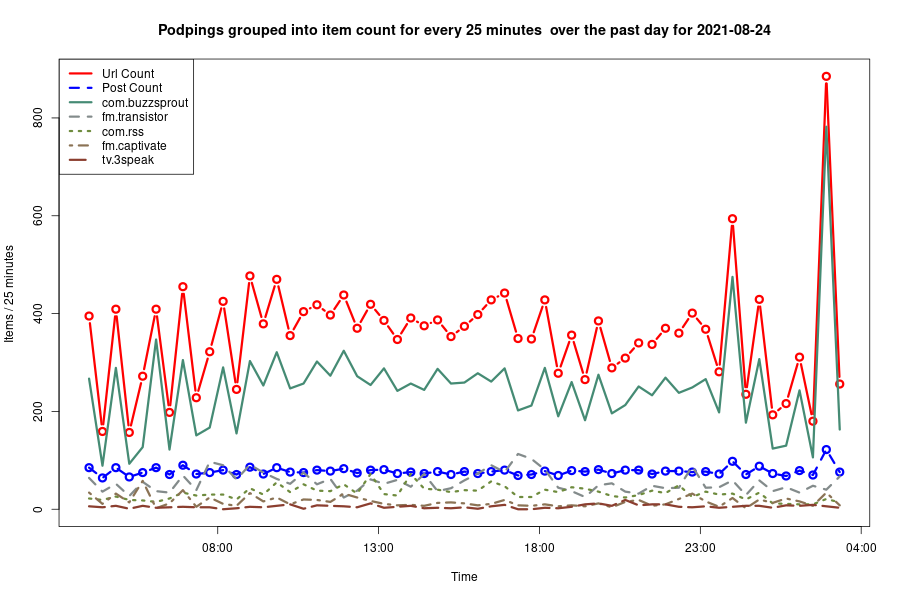 Podpings grouped into item count for every 25 minutes  over the past day for 2021-08-24
Url Count
Post Count
com.buzzsprout
fm.transistor
com.rss
fm.captivate
tv.3speak
Items / 25 minutes
800
600
400
200
0
08:00 13:00 18:00 23:00 04:00
Time